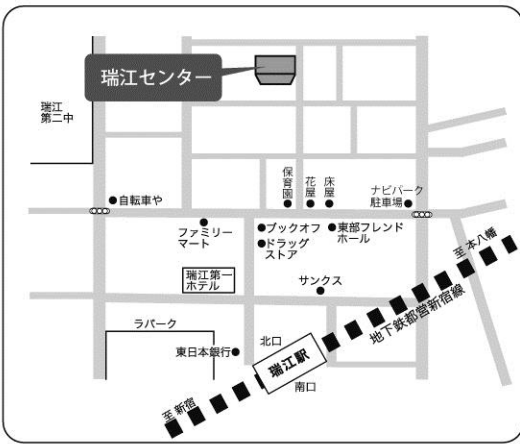 瑞江センター
瑞江
第二中
保育園
花屋
床屋
ナビパーク
駐車場
自転車や
ファミリー
マート
ブックオフ
ドラッグ
ストア
東部フレンド
ホール
至 本八幡
瑞江第一
ホテル
サンクス
地下鉄都営新宿線
ラパーク
北口
東日本銀行
瑞江駅
南口
至 新宿